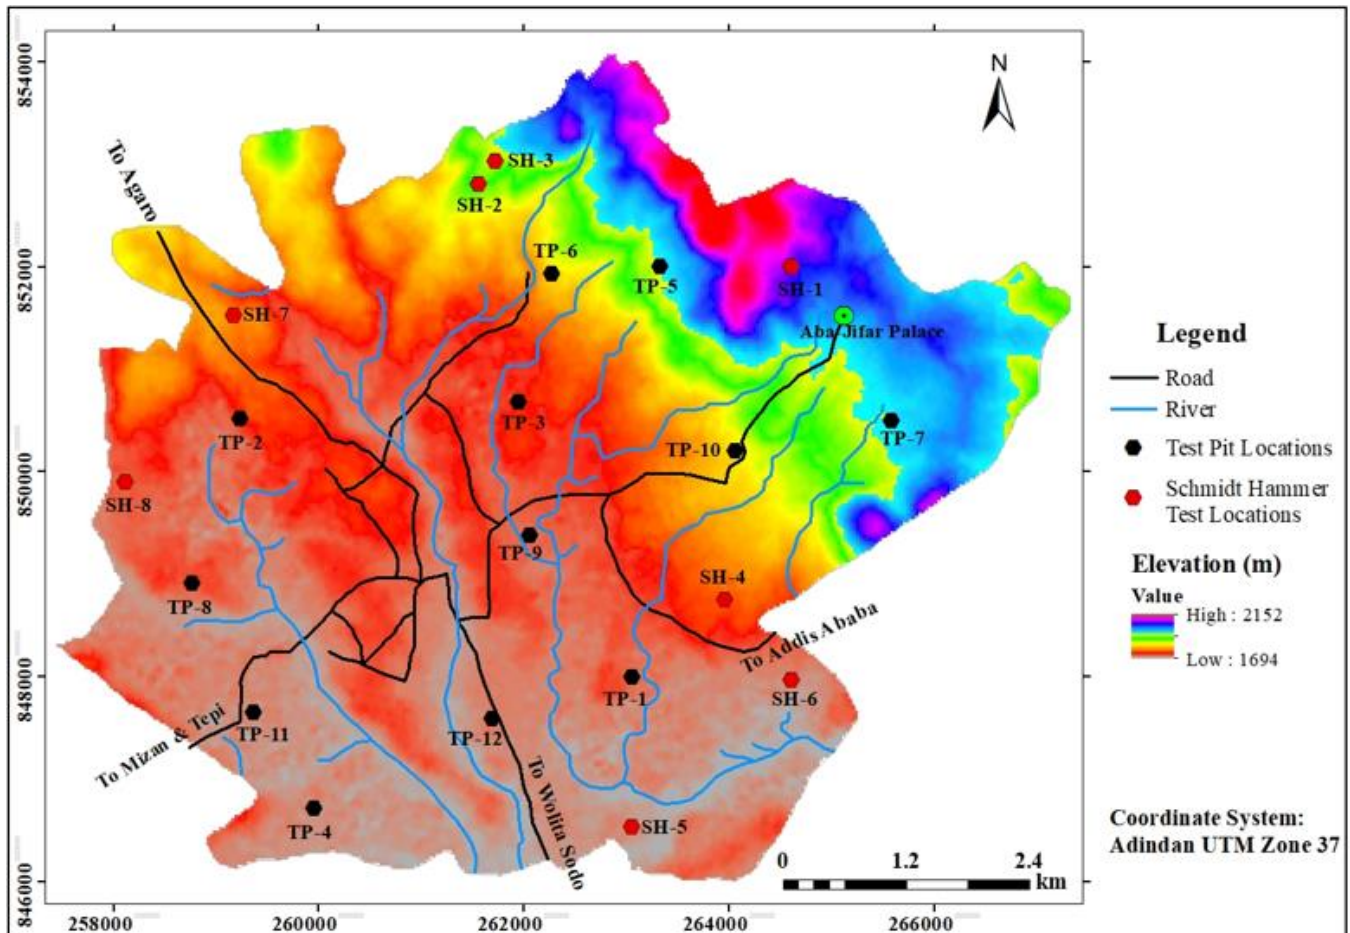 854000
852000
850000
848000
846000
258000
260000
262000
264000
266000
N
To Agaro
SH-3
SH-2
TP-6
TP-5
SH-1
SH-7
Aba Jifar Palace
TP-3
TP-2
TP-10
TP-7
SH-8
TP-9
SH-4
TP-8
To Addis Ababa
TP-1
SH-6
TP-11
TP-12
To Mizan & Tepi
To Wolita Sodo
TP-4
SH-5
0
1.2
2.4
km
Legend
Road
River
Test Pit Locations
Schmidt Hammer
Test Locations
Elevation (m)
Value
High : 2152
Low : 1694
Coordinate System:
Adindan UTM Zone 37